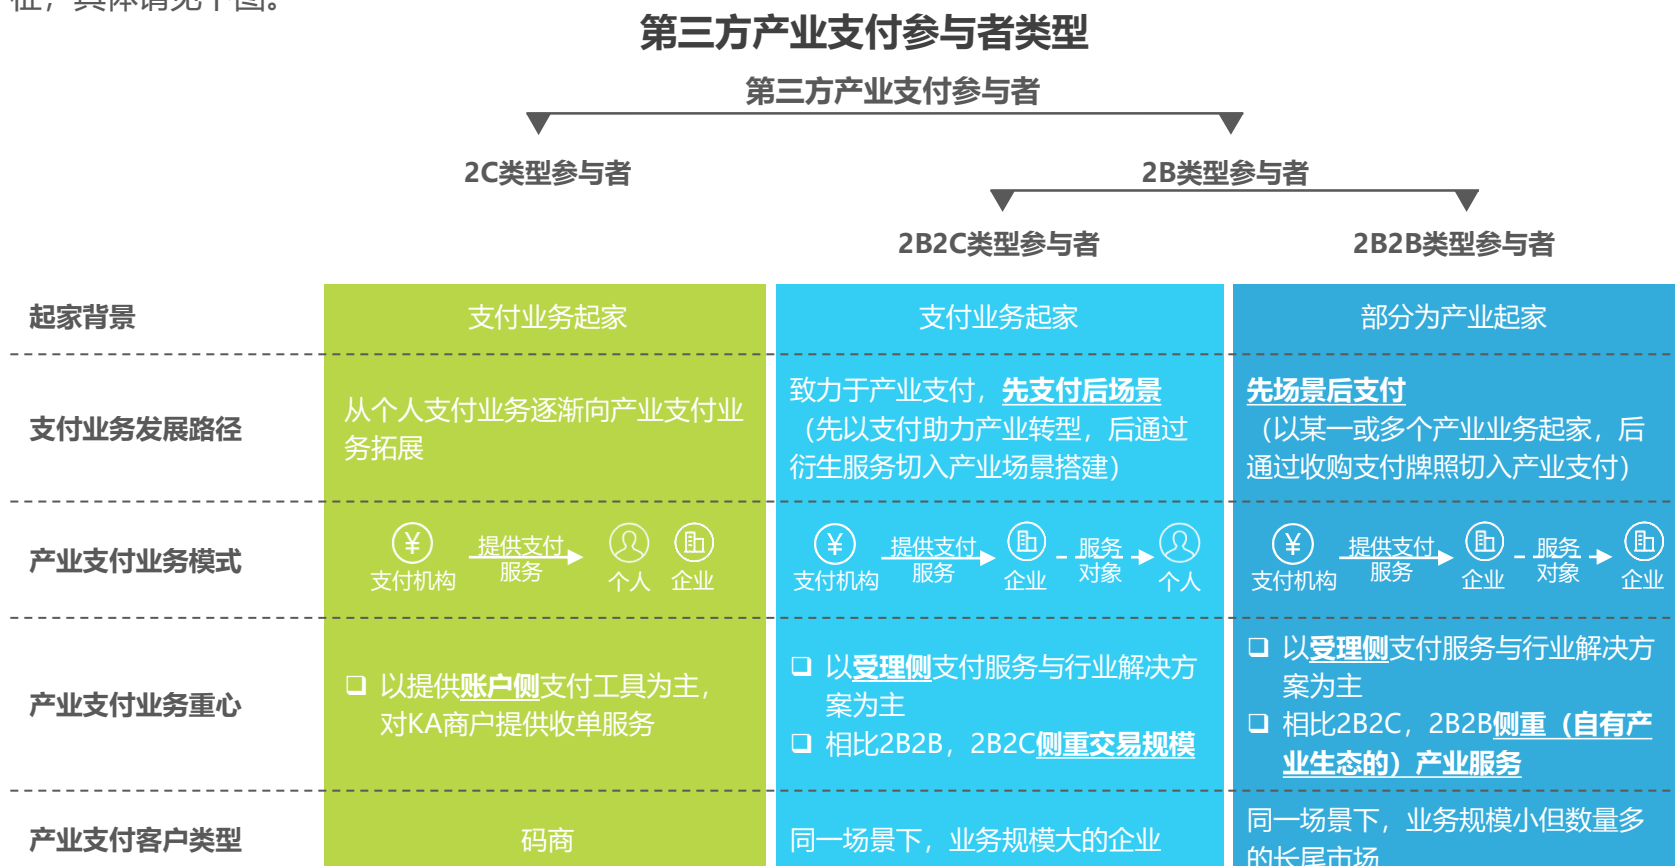 征，具体请见下图。
第三方产业支付参与者类型
第三方产业支付参与者
2C类型参与者
2B类型参与者
2B2C类型参与者
2B2B类型参与者
起家背景
支付业务起家
支付业务起家
部分为产业起家
支付业务发展路径
从个人支付业务逐渐向产业支付业
务拓展
致力于产业支付，先支付后场景
（先以支付助力产业转型，后通过
衍生服务切入产业场景搭建）
先场景后支付
（以某一或多个产业业务起家，后
通过收购支付牌照切入产业支付）
产业支付业务模式
¥
支付机构
提供支付
服务
个人
企业
¥
支付机构
提供支付
服务
企业
服务
对象
个人
¥
支付机构
提供支付
服务
企业
服务
对象
企业
产业支付业务重心
❑ 以提供账户侧支付工具为主，
对KA商户提供收单服务
❑ 以受理侧支付服务与行业解决方
案为主
❑ 相比2B2B，2B2C侧重交易规模
❑ 以受理侧支付服务与行业解决方
案为主
❑ 相比2B2C，2B2B侧重（自有产
业生态的）产业服务
产业支付客户类型
码商
同一场景下，业务规模大的企业
同一场景下，业务规模小但数量多
的长尾市场